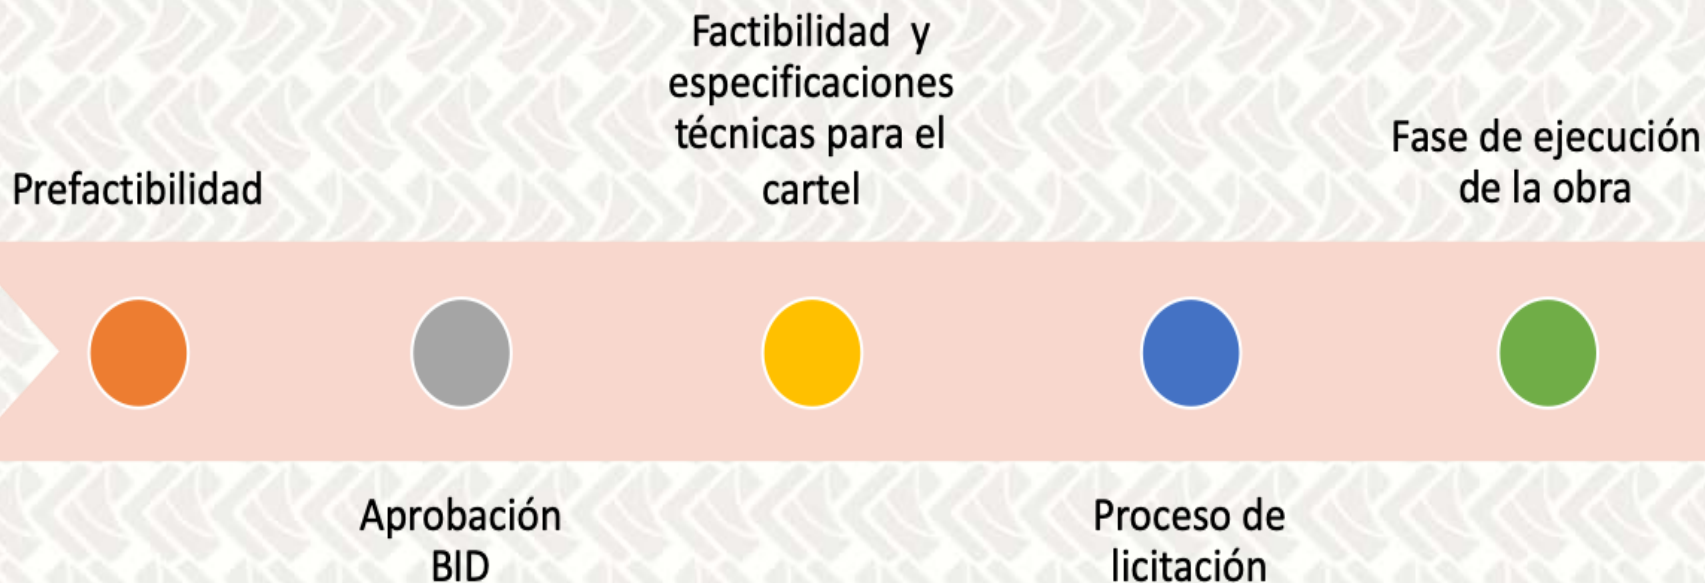 Prefactibilidad
Aprobación
BID
Factibilidad y
especificaciones
técnicas para el
cartel
Proceso de
licitación
Fase de ejecución
de la obra